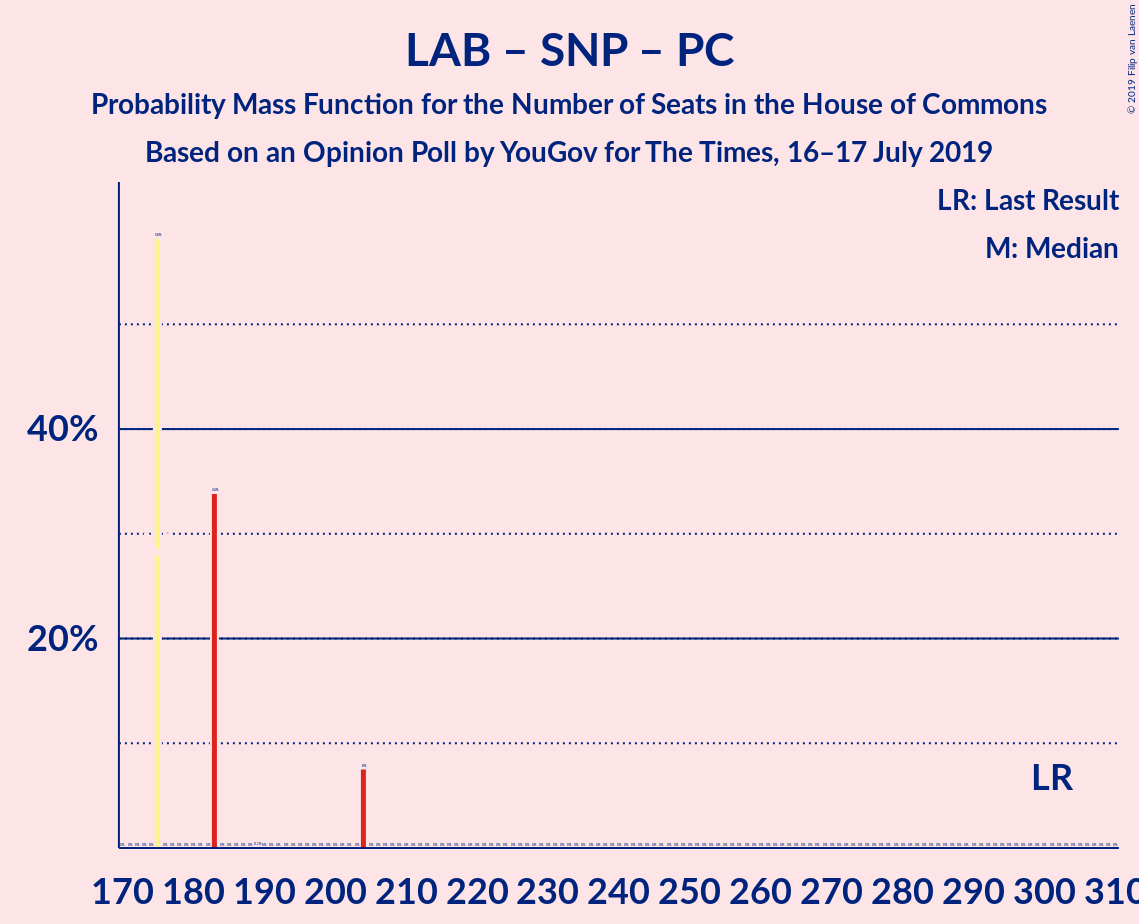 LAB – SNP – PC
Probability Mass Function for the Number of Seats in the House of Commons
Based on an Opinion Poll by YouGov for The Times, 16–17 July 2019
© 2019 Filip van Laenen
LR: Last Result
M: Median
40%
20%
LR
170 180 190 200 210 220 230 240 250 260 270 280 290 300 310